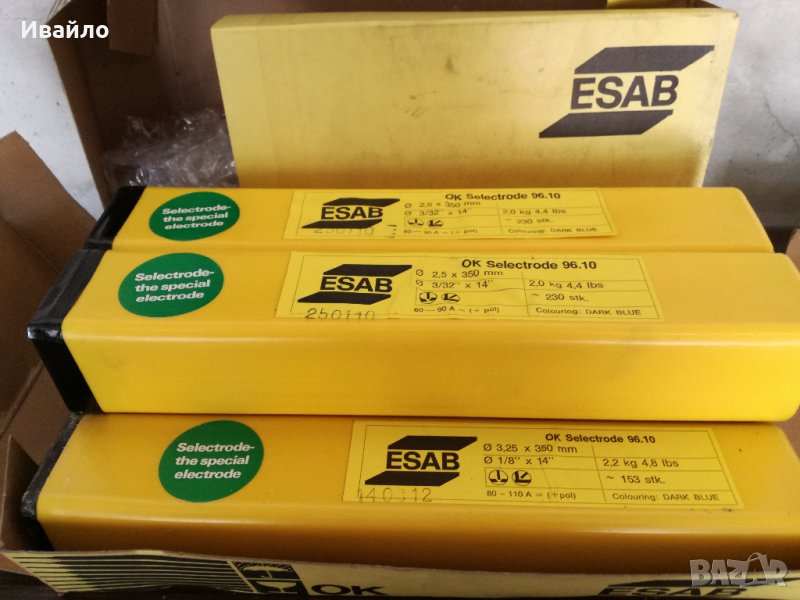 Ивайло
ESAB
Selectrode-
the special
electrode
ESAB
250110
OK Selectrode 96.10
Ø 2,5 x 350 mm
Ø 3/32" x 14"
2,0 kg 4,4 lbs
~ 230 stk.
60 — 90 A = (+ pol)
Colouring: DARK BLUE
Selectrode-
the special
electrode
ESAB
250110
OK Selectrode 96.10
Ø 2,5 x 350 mm
Ø 3/32" x 14"
2,0 kg 4,4 lbs
~ 230 stk.
60 — 90 A = (+ pol)
Colouring: DARK BLUE
Selectrode-
the special
electrode
ESAB
140312
OK Selectrode 96.10
Ø 3,25 x 350 mm
Ø 1/8" x 14"
2,2 kg 4,8 lbs
~ 153 stk.
80 — 110 A = (+pol)
Colouring: DARK BLUE
OK
ESAB
BAZAR